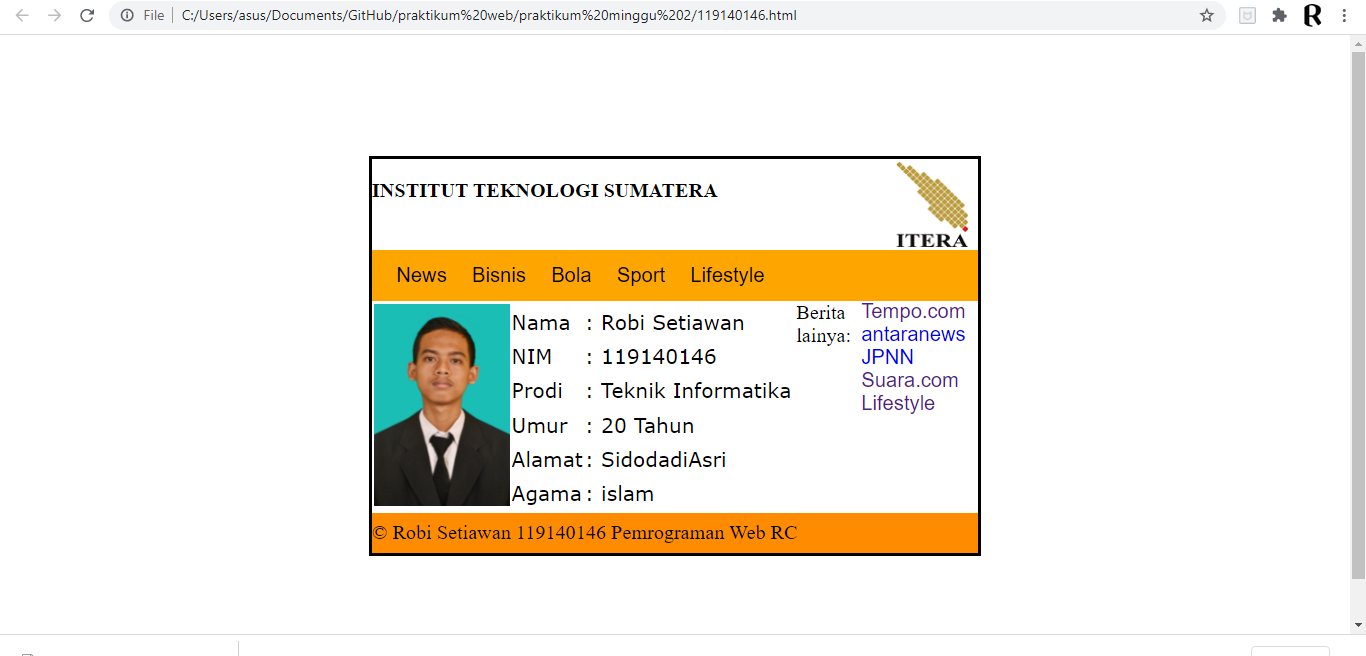 File | C:/Users/asus/Documents/GitHub/praktikum%20web/praktikum%20minggu%202/119140146.html
R
INSTITUT TEKNOLOGI SUMATERA
ITERA
News Bisnis Bola Sport Lifestyle
Nama : Robi Setiawan
NIM : 119140146
Prodi : Teknik Informatika
Umur : 20 Tahun
Alamat : SidodadiAsri
Agama : islam
Berita
lainya:
Tempo.com
antaranews
JPNN
Suara.com
Lifestyle
© Robi Setiawan 119140146 Pemrograman Web RC